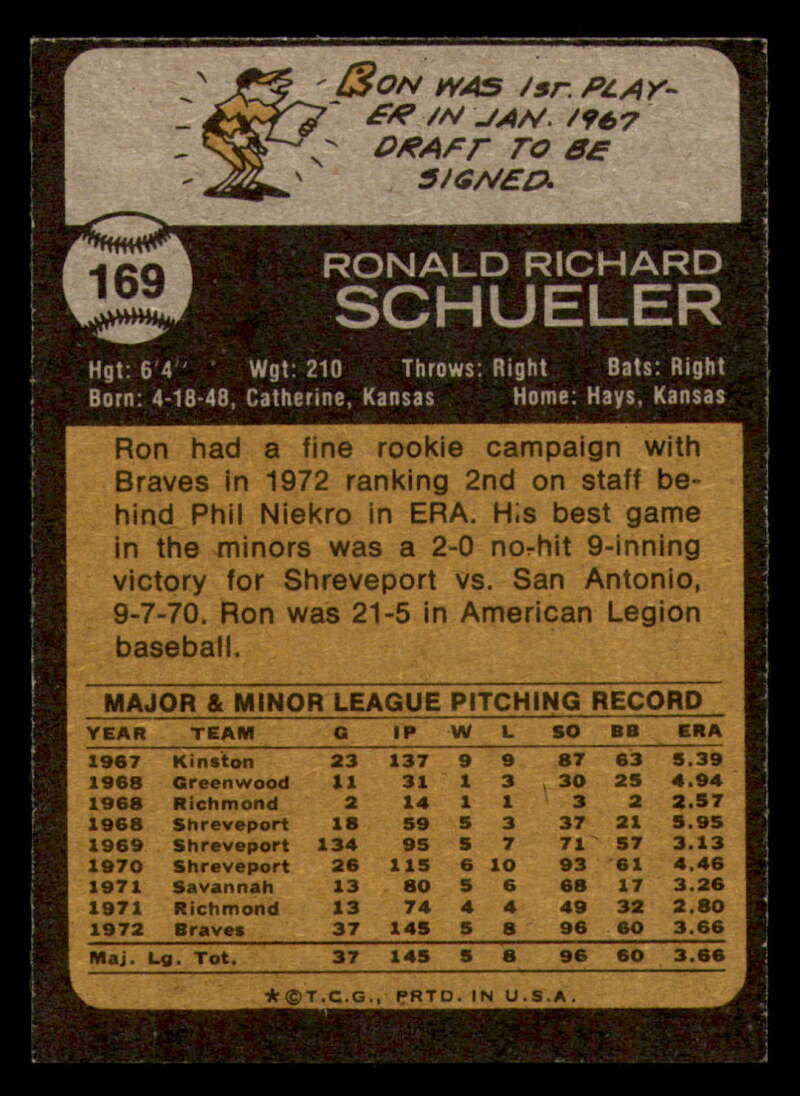 RON WAS 1ST. PLAY-
ER IN JAN. 1967
DRAFT TO BE
SIGNED.
169
RONALD RICHARD
SCHUELER
Hgt: 6'4" Wgt: 210 Throws: Right Bats: Right
Born: 4-18-48, Catherine, Kansas Home: Hays, Kansas
Ron had a fine rookie campaign with
Braves in 1972 ranking 2nd on staff be-
hind Phil Niekro in ERA. His best game
in the minors was a 2-0 no-hit 9-inning
victory for Shreveport vs. San Antonio,
9-7-70. Ron was 21-5 in American Legion
baseball.
MAJOR & MINOR LEAGUE PITCHING RECORD
YEAR TEAM G IP W L SO BB ERA
1967 Kinston 23 137 9 9 87 63 5.39
1968 Greenwood 11 31 1 3 30 25 4.94
1968 Richmond 2 14 1 1 3 2 2.57
1968 Shreveport 18 59 5 3 37 21 5.95
1969 Shreveport 134 95 5 7 71 57 3.13
1970 Shreveport 26 115 6 10 93 61 4.46
1971 Savannah 13 80 5 6 68 17 3.26
1971 Richmond 13 74 4 4 49 32 2.80
1972 Braves 37 145 5 8 96 60 3.66
Maj. Lg. Tot. 37 145 5 8 96 60 3.66
★©T.C.G., PRTD. IN U.S.A.